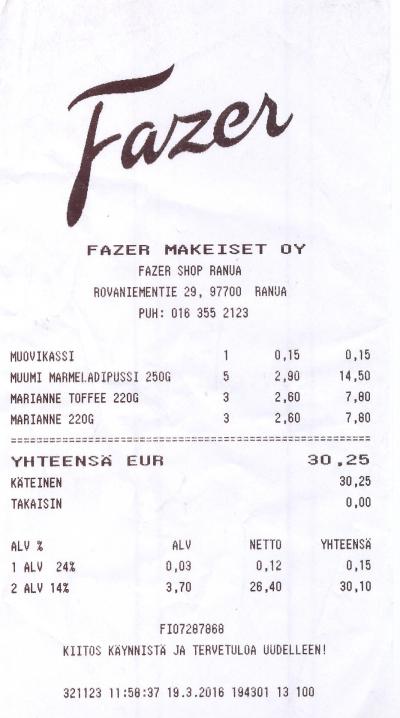 Fazer
FAZER MAKEISET OY
FAZER SHOP RANUA
ROVANIEMENTIE 29, 97700 RANUA
PUH: 016 355 2123
MUOVIKASSI 1 0,15 0,15
MUUMI MARMELADIPUSSI 250G 5 2,90 14,50
MARIANNE TOFFEE 220G 3 2,60 7,80
MARIANNE 220G 3 2,60 7,80
================================================
YHTEENSÄ EUR 30,25
KÄTEINEN 30,25
TAKAISIN 0,00
ALV % ALV NETTO YHTEENSÄ
1 ALV 24% 0,03 0,12 0,15
2 ALV 14% 3,70 26,40 30,10
FI07287868
KIITOS KÄYNNISTÄ JA TERVETULOA UUDELLEEN!
321123 11:58:37 19.3.2016 194301 13 100